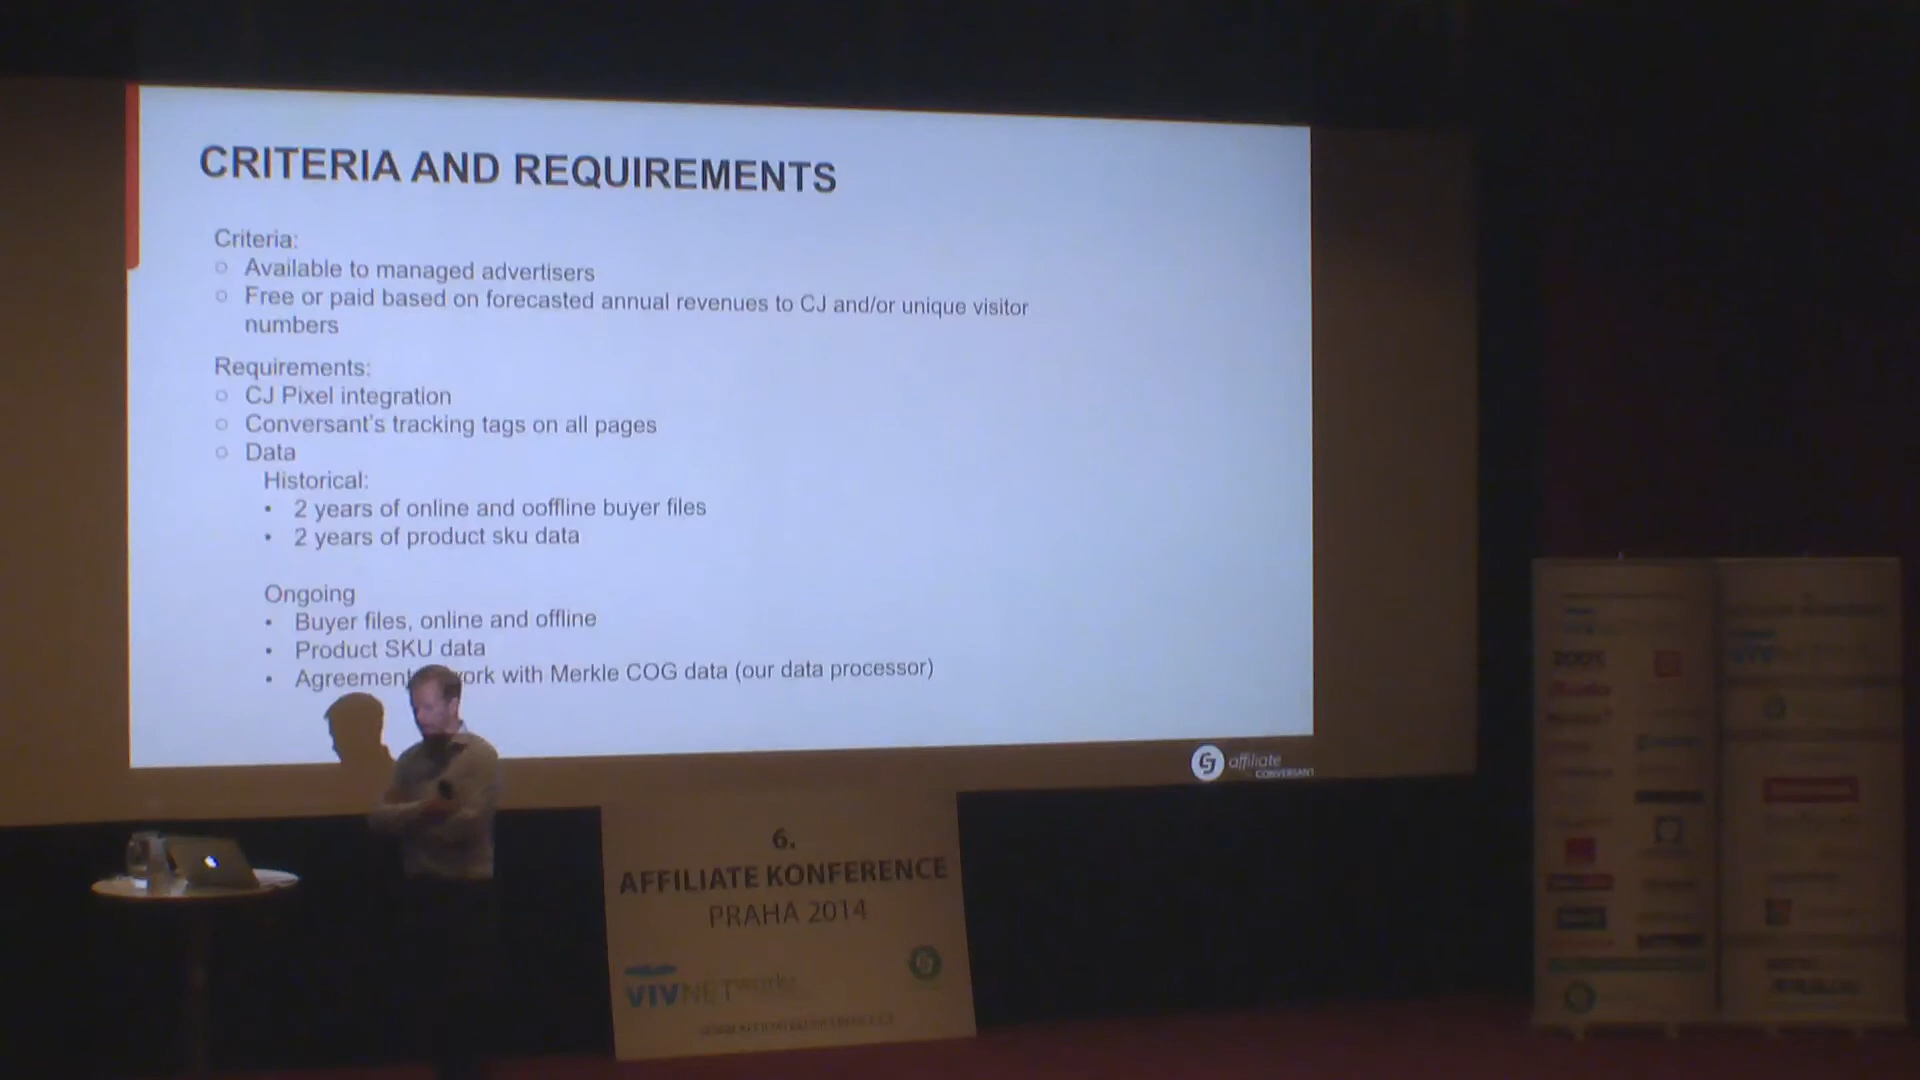 CRITERIA AND REQUIREMENTS
Criteria:
Available to managed advertisers
Free or paid based on forecasted annual revenues to CJ and/or unique visitor
numbers
Requirements:
CJ Pixel integration
Conversant's tracking tags on all pages
Data
Historical:
• 2 years of online and ooffline buyer files
• 2 years of product sku data
Ongoing
• Buyer files, online and offline
• Product SKU data
• Agreement work with Merkle COG data (our data processor)
affiliate
CONVERSANT
6.
AFFILIATE KONFERENCE
PRAHA 2014
VIVNETworks